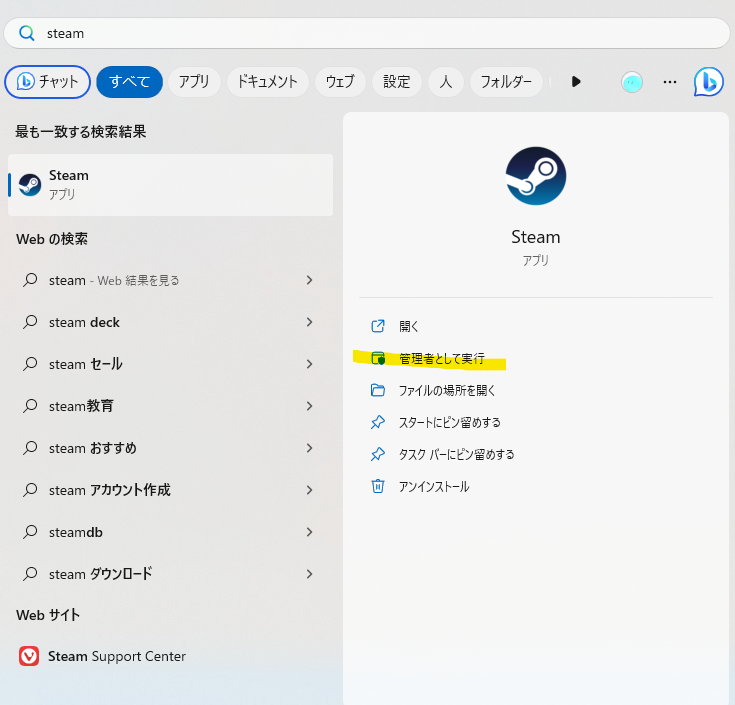 steam
チャット
すべて
アプリ
ドキュメント
ウェブ
設定
人
フォルダー
最も一致する検索結果
Steam
アプリ
Web の検索
steam - Web 結果を見る
steam deck
steam セール
steam教育
steam おすすめ
steam アカウント作成
steamdb
steam ダウンロード
Web サイト
Steam Support Center
Steam
アプリ
開く
管理者として実行
ファイルの場所を開く
スタートにピン留めする
タスク バーにピン留めする
アンインストール